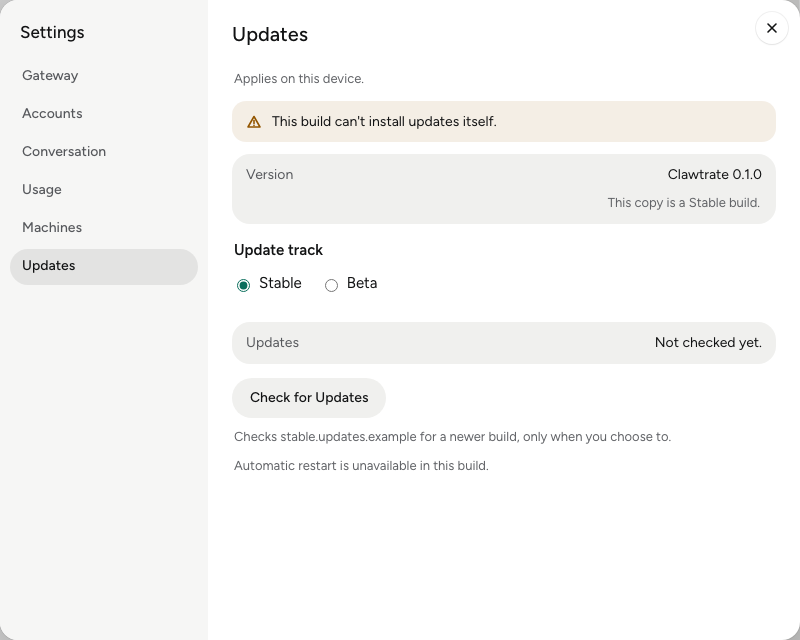 Settings
Gateway
Accounts
Conversation
Usage
Machines
Updates
Updates
Applies on this device.
This build can't install updates itself.
Version
Clawtrate 0.1.0
This copy is a Stable build.
Update track
Stable
Beta
Updates
Not checked yet.
Check for Updates
Checks stable.updates.example for a newer build, only when you choose to.
Automatic restart is unavailable in this build.